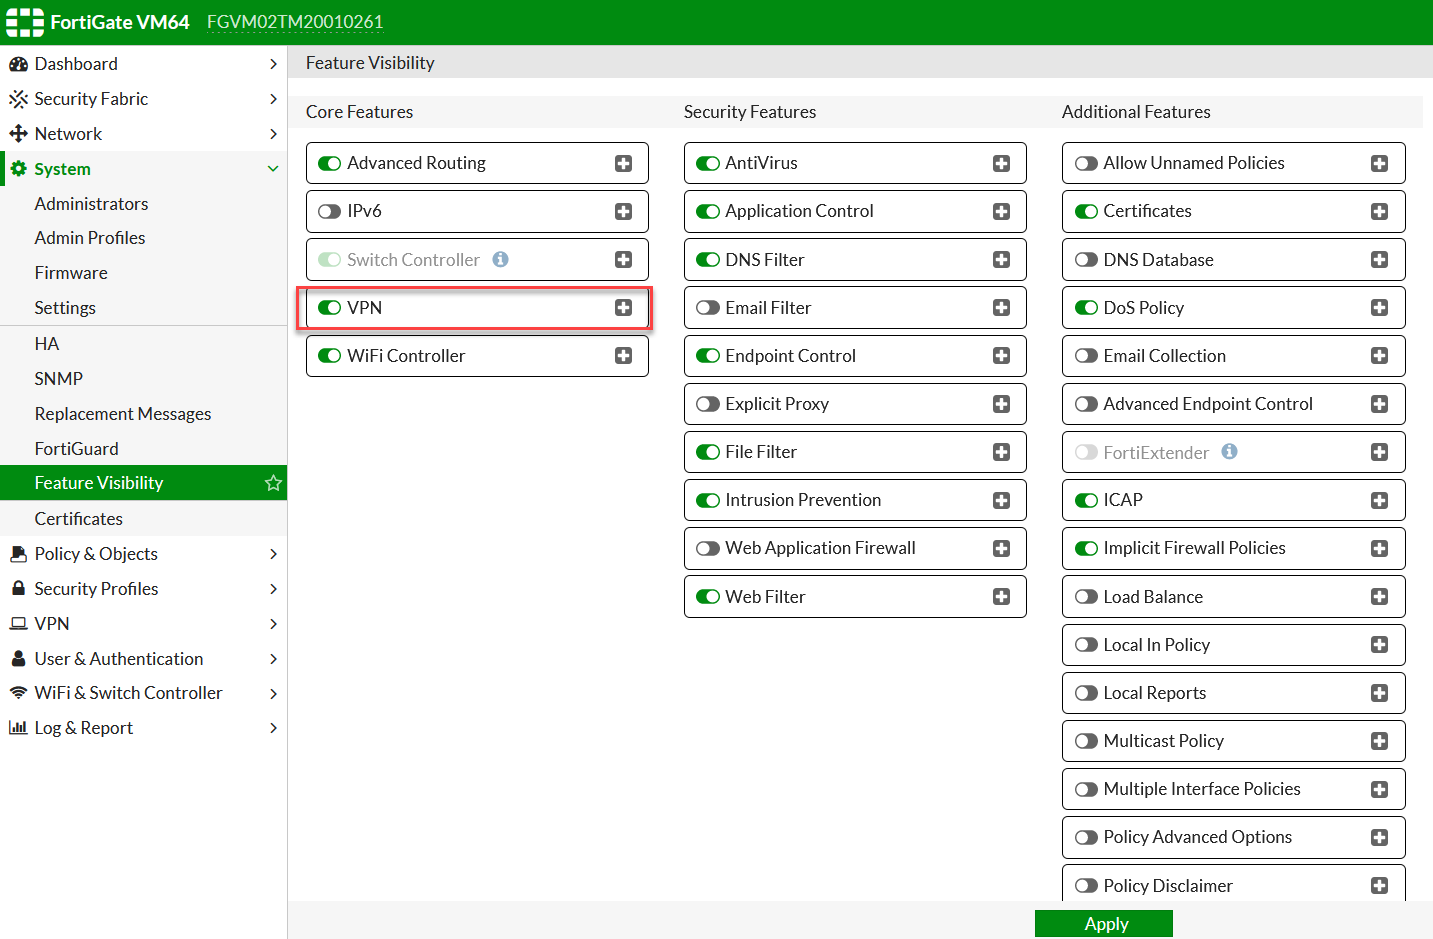 FortiGate VM64 FGVM02TM20010261
Dashboard
Security Fabric
Network
System
Administrators
Admin Profiles
Firmware
Settings
HA
SNMP
Replacement Messages
FortiGuard
Feature Visibility
Certificates
Policy & Objects
Security Profiles
VPN
User & Authentication
WiFi & Switch Controller
Log & Report
Feature Visibility
Core Features
Advanced Routing
IPv6
Switch Controller
VPN
WiFi Controller
Security Features
AntiVirus
Application Control
DNS Filter
Email Filter
Endpoint Control
Explicit Proxy
File Filter
Intrusion Prevention
Web Application Firewall
Web Filter
Additional Features
Allow Unnamed Policies
Certificates
DNS Database
DoS Policy
Email Collection
Advanced Endpoint Control
FortiExtender
ICAP
Implicit Firewall Policies
Load Balance
Local In Policy
Local Reports
Multicast Policy
Multiple Interface Policies
Policy Advanced Options
Policy Disclaimer
Apply